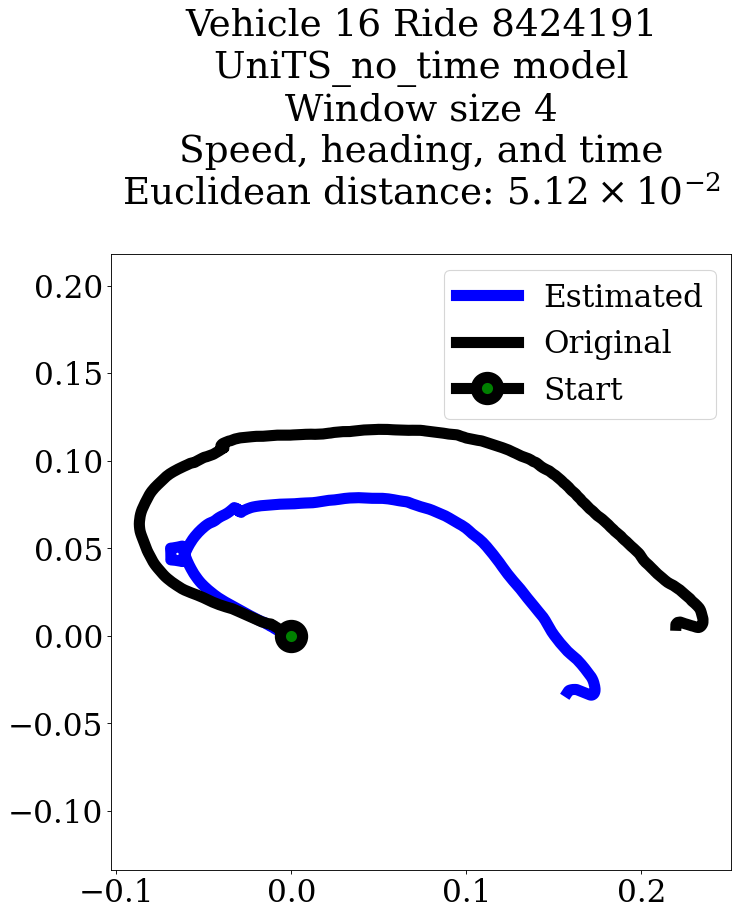 Vehicle 16 Ride 8424191
UniTS_no_time model
Window size 4
Speed, heading, and time
Euclidean distance: 5.12 × 10⁻²
Estimated
Original
Start
0.20
0.15
0.10
0.05
0.00
−0.05
−0.10
−0.1 0.0 0.1 0.2